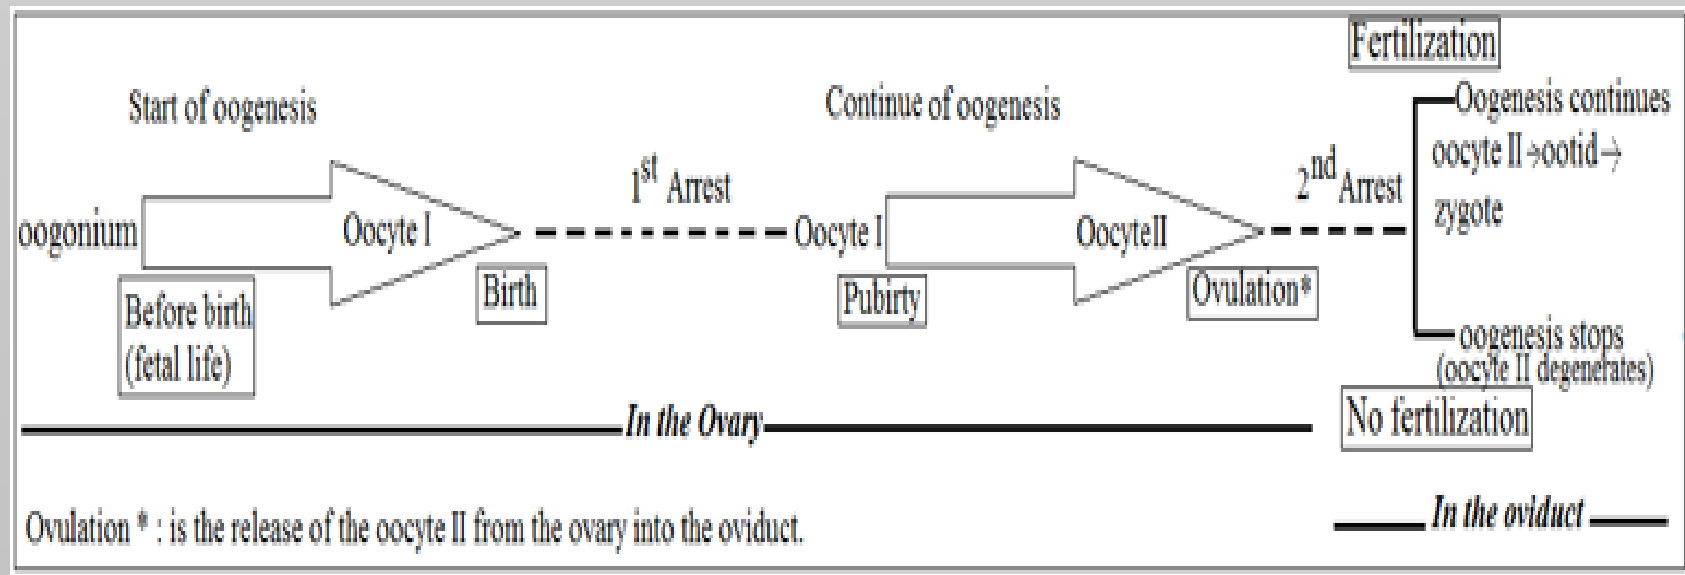 Fertilization
Start of oogenesis
Continue of oogenesis
Oogenesis continues
oocyte II→ootid→
zygote
1st Arrest
2nd Arrest
oogonium
Oocyte I
Oocyte I
OocyteII
Before birth
(fetal life)
Birth
Pubirty
Ovulation*
oogenesis stops
(oocyte II degenerates)
No fertilization
In the Ovary
In the oviduct
Ovulation * : is the release of the oocyte II from the ovary into the oviduct.